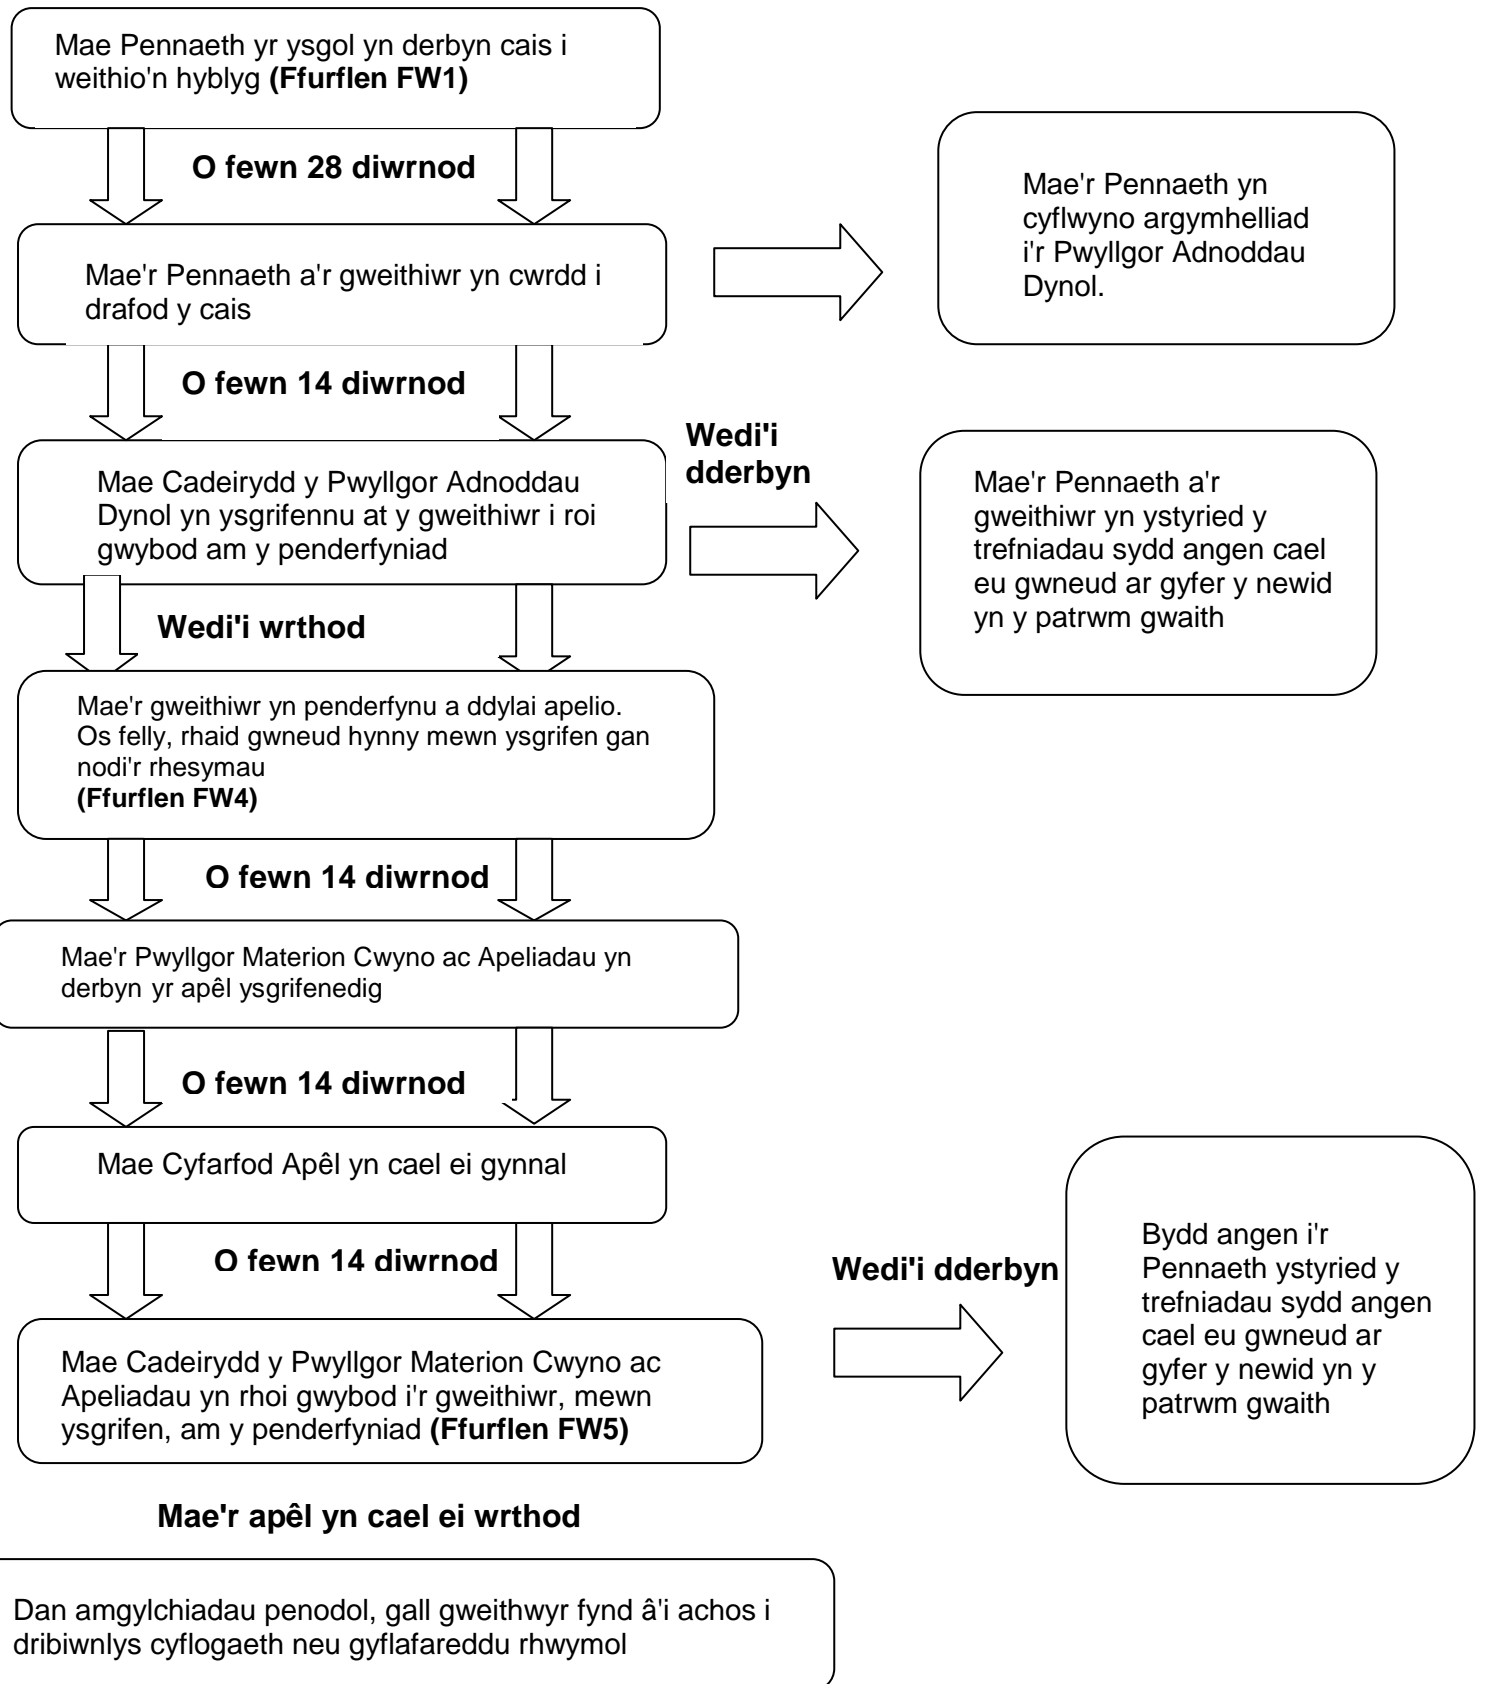 Mae Pennaeth yr ysgol yn derbyn cais i
weithio'n hyblyg (Ffurflen FW1)
O fewn 28 diwrnod
Mae'r Pennaeth a'r gweithiwr yn cwrdd i
drafod y cais
Mae'r Pennaeth yn
cyflwyno argymhelliad
i'r Pwyllgor Adnoddau
Dynol.
O fewn 14 diwrnod
Mae Cadeirydd y Pwyllgor Adnoddau
Dynol yn ysgrifennu at y gweithiwr i roi
gwybod am y penderfyniad
Wedi'i
dderbyn
Mae'r Pennaeth a'r
gweithiwr yn ystyried y
trefniadau sydd angen cael
eu gwneud ar gyfer y newid
yn y patrwm gwaith
Wedi'i wrthod
Mae'r gweithiwr yn penderfynu a ddylai apelio.
Os felly, rhaid gwneud hynny mewn ysgrifen gan
nodi'r rhesymau
(Ffurflen FW4)
O fewn 14 diwrnod
Mae'r Pwyllgor Materion Cwyno ac Apeliadau yn
derbyn yr apêl ysgrifenedig
O fewn 14 diwrnod
Mae Cyfarfod Apêl yn cael ei gynnal
O fewn 14 diwrnod
Mae Cadeirydd y Pwyllgor Materion Cwyno ac
Apeliadau yn rhoi gwybod i'r gweithiwr, mewn
ysgrifen, am y penderfyniad (Ffurflen FW5)
Wedi'i dderbyn
Bydd angen i'r
Pennaeth ystyried y
trefniadau sydd angen
cael eu gwneud ar
gyfer y newid yn y
patrwm gwaith
Mae'r apêl yn cael ei wrthod
Dan amgylchiadau penodol, gall gweithwyr fynd â'i achos i
dribiwnlys cyflogaeth neu gyflafareddu rhwymol